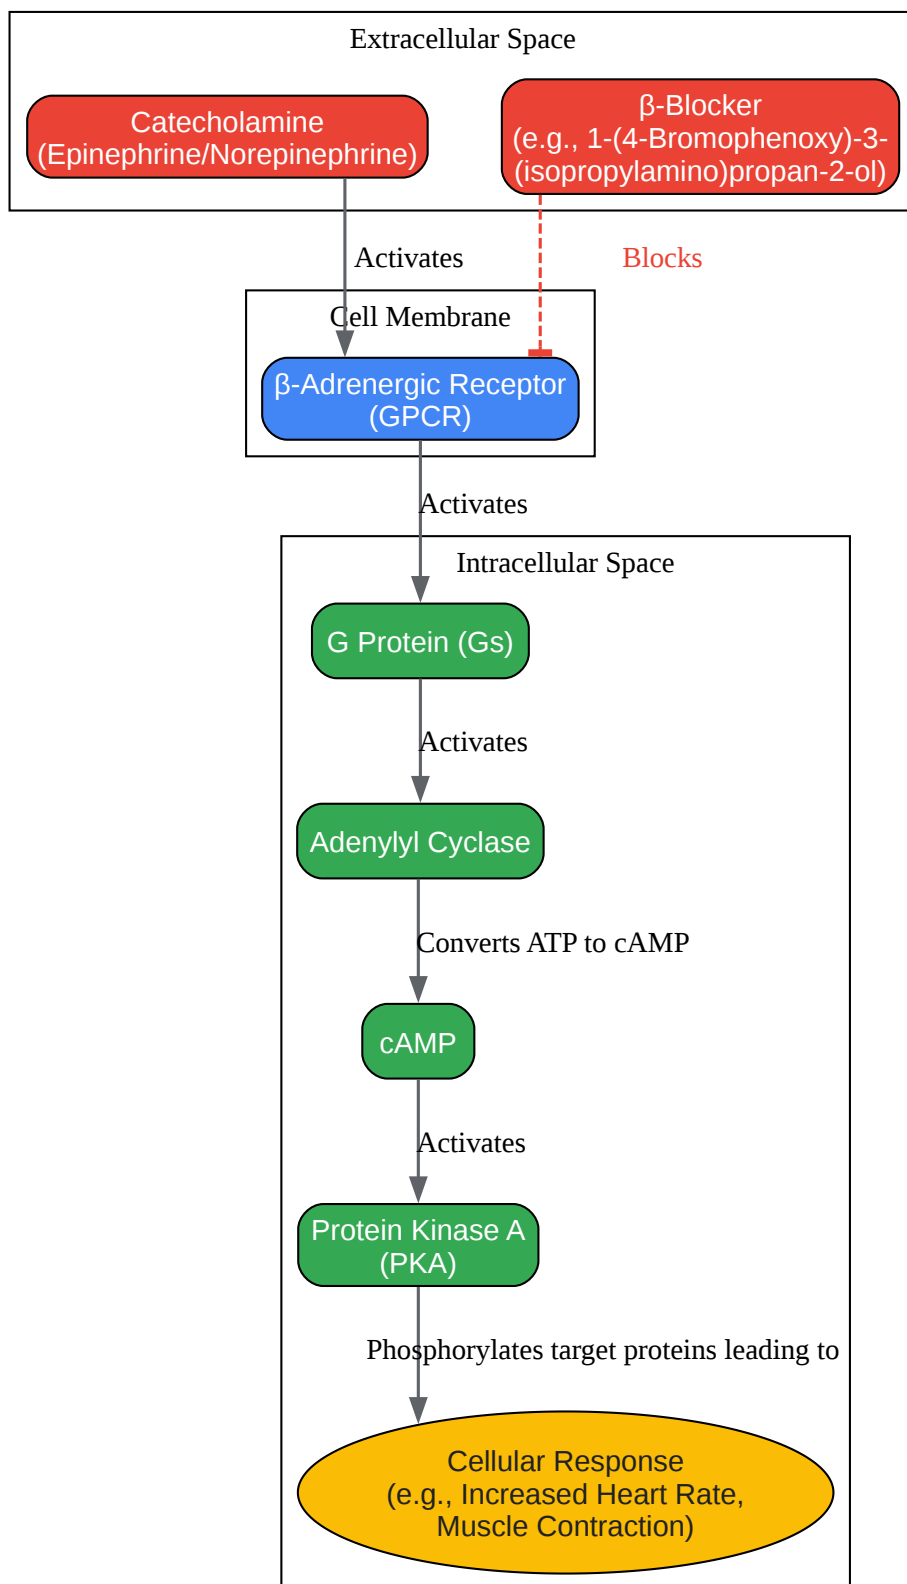 Extracellular Space
Catecholamine
(Epinephrine/Norepinephrine)
β-Blocker
(e.g., 1-(4-Bromophenoxy)-3-
(isopropylamino)propan-2-ol)
Activates
Blocks
Cell Membrane
β-Adrenergic Receptor
(GPCR)
Activates
Intracellular Space
G Protein (Gs)
Activates
Adenylyl Cyclase
Converts ATP to cAMP
cAMP
Activates
Protein Kinase A
(PKA)
Phosphorylates target proteins leading to
Cellular Response
(e.g., Increased Heart Rate,
Muscle Contraction)